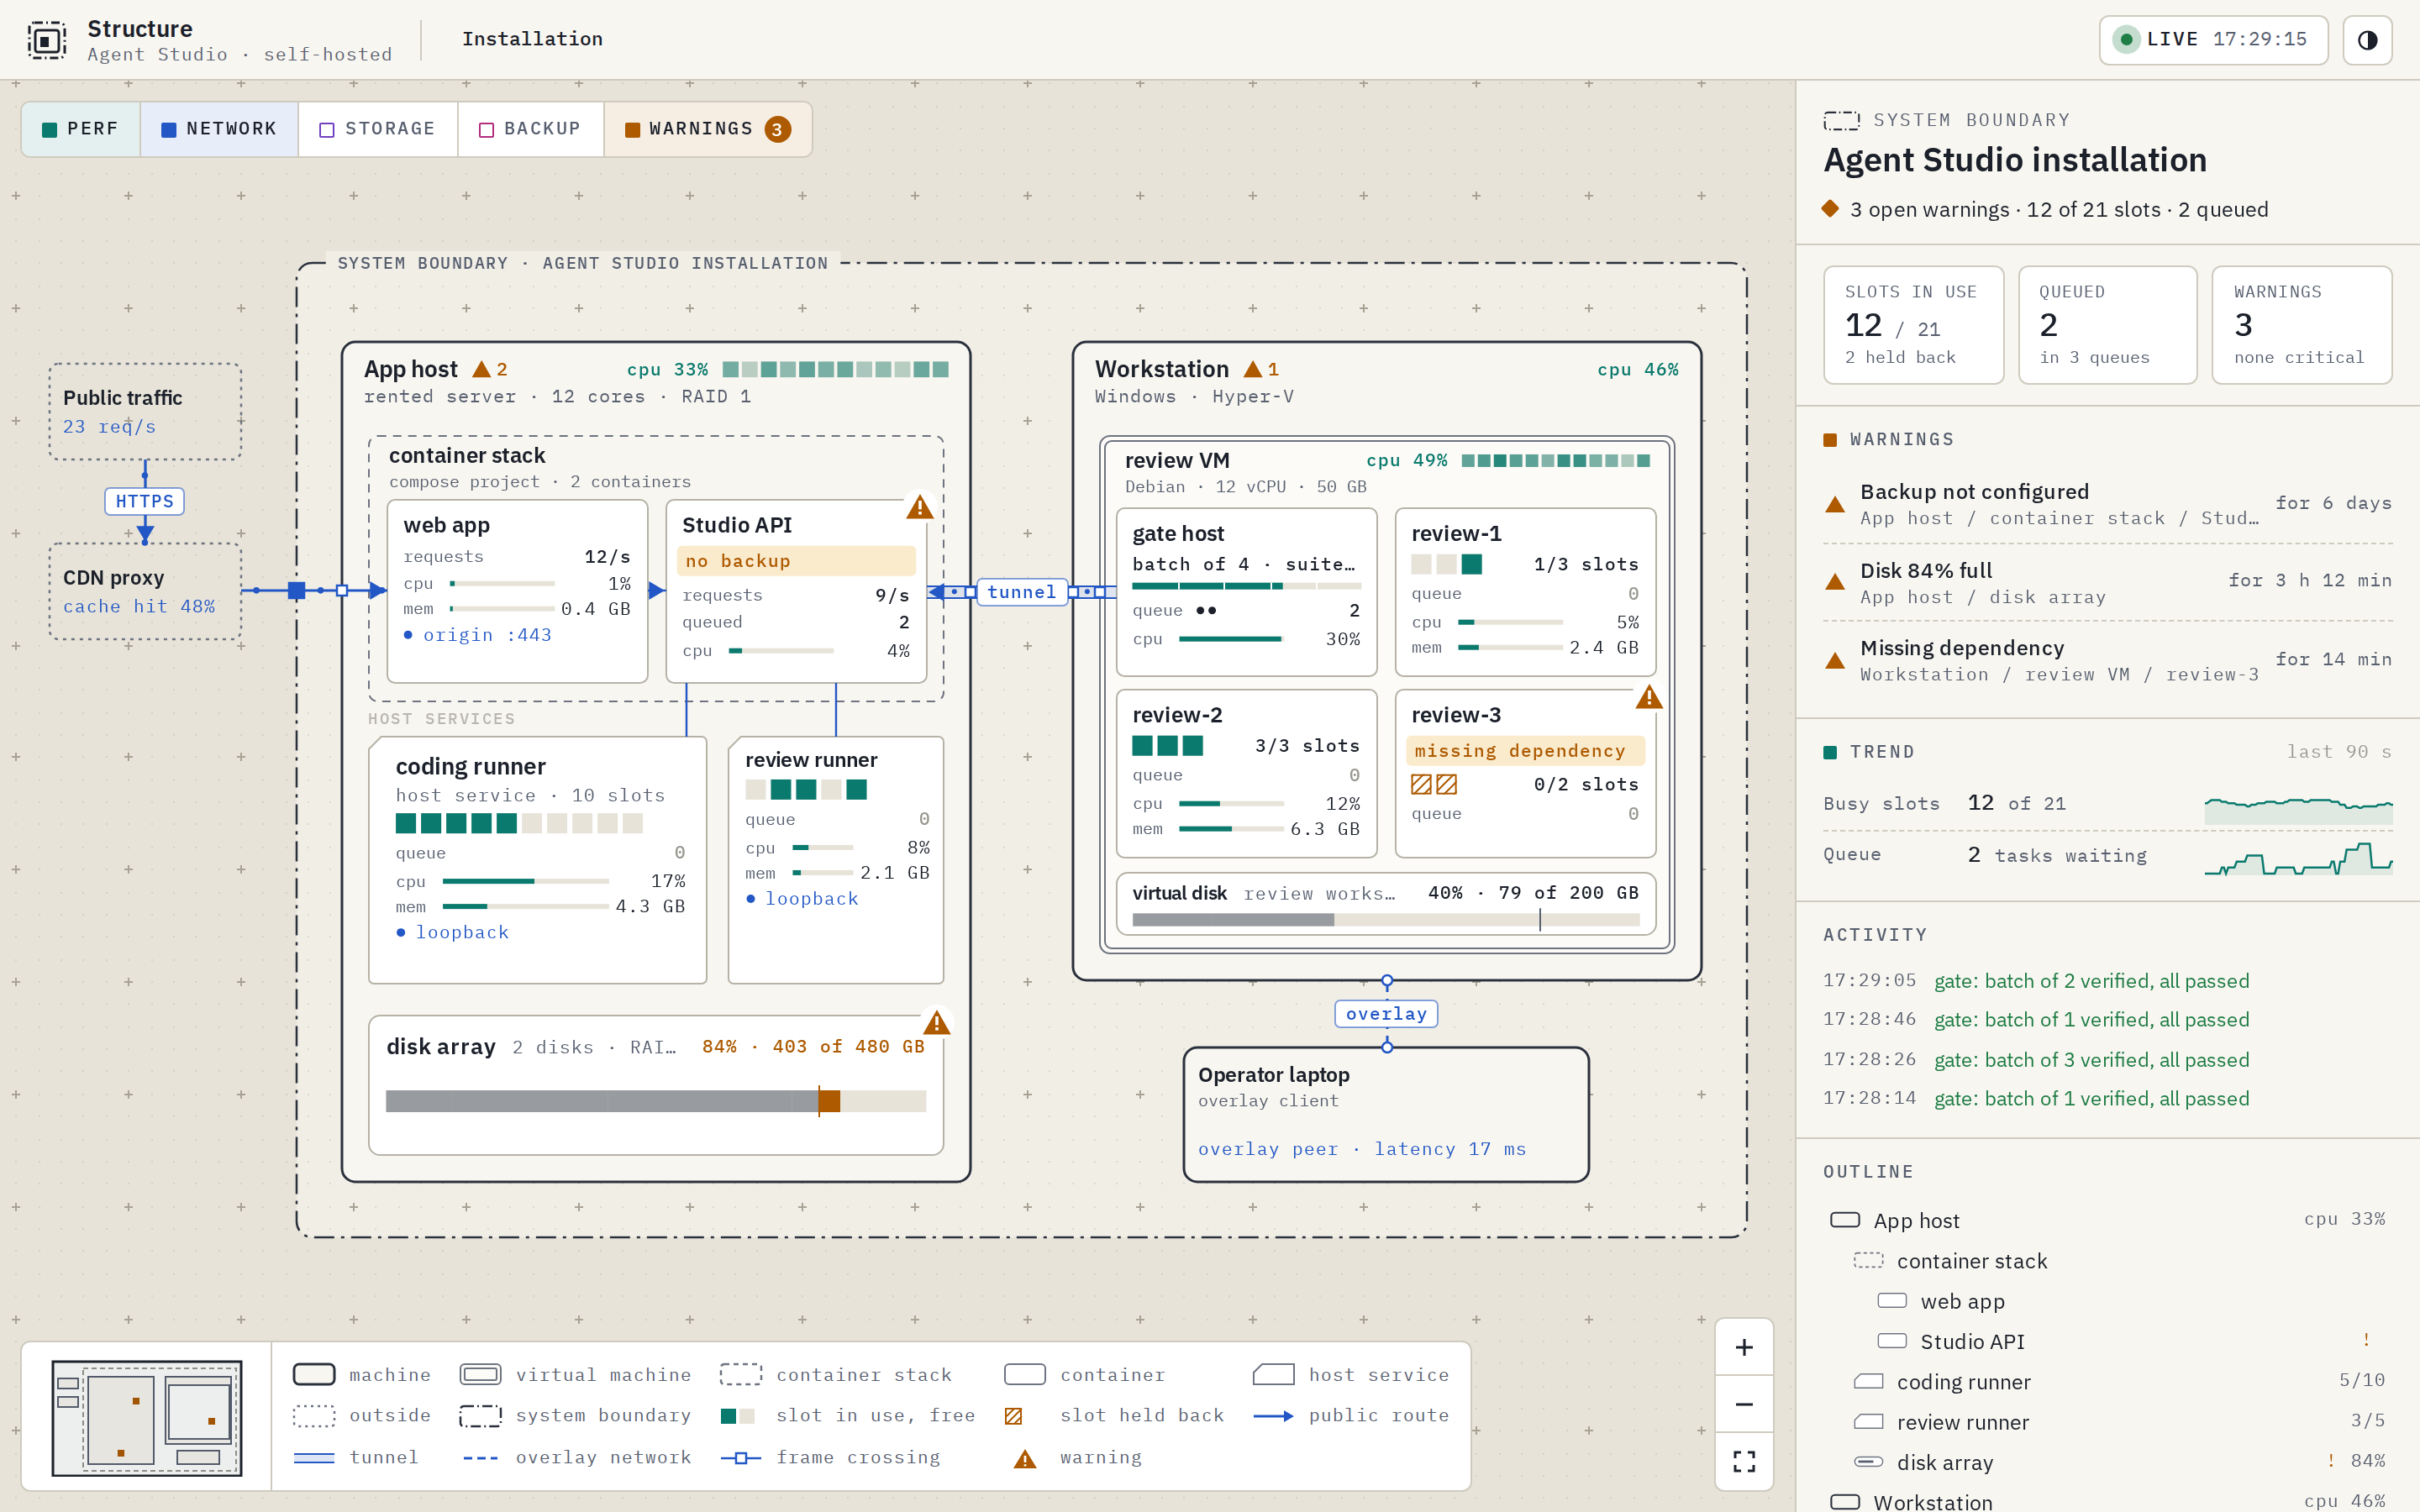 Structure
Agent Studio · self-hosted
Installation
LIVE 17:29:15
PERF
NETWORK
STORAGE
BACKUP
WARNINGS 3
SYSTEM BOUNDARY · AGENT STUDIO INSTALLATION
Public traffic
23 req/s
HTTPS
CDN proxy
cache hit 48%
App host 2 cpu 33%
rented server · 12 cores · RAID 1
container stack
compose project · 2 containers
web app
requests 12/s
cpu 1%
mem 0.4 GB
origin :443
Studio API
no backup
requests 9/s
queued 2
cpu 4%
HOST SERVICES
coding runner
host service · 10 slots
queue 0
cpu 17%
mem 4.3 GB
loopback
review runner
queue 0
cpu 8%
mem 2.1 GB
loopback
disk array 2 disks · RAI… 84% · 403 of 480 GB
tunnel
Workstation 1 cpu 46%
Windows · Hyper-V
review VM cpu 49%
Debian · 12 vCPU · 50 GB
gate host
batch of 4 · suite…
queue 2
cpu 30%
review-1
1/3 slots
queue 0
cpu 5%
mem 2.4 GB
review-2
3/3 slots
queue 0
cpu 12%
mem 6.3 GB
review-3
missing dependency
0/2 slots
queue 0
virtual disk review works… 40% · 79 of 200 GB
overlay
Operator laptop
overlay client
overlay peer · latency 17 ms
machine
virtual machine
container stack
container
host service
outside
system boundary
slot in use, free
slot held back
public route
tunnel
overlay network
frame crossing
warning
+
−
SYSTEM BOUNDARY
Agent Studio installation
3 open warnings · 12 of 21 slots · 2 queued
SLOTS IN USE
12 / 21
2 held back
QUEUED
2
in 3 queues
WARNINGS
3
none critical
WARNINGS
Backup not configured
App host / container stack / Stud…
for 6 days
Disk 84% full
App host / disk array
for 3 h 12 min
Missing dependency
Workstation / review VM / review-3
for 14 min
TREND last 90 s
Busy slots 12 of 21
Queue 2 tasks waiting
ACTIVITY
17:29:05 gate: batch of 2 verified, all passed
17:28:46 gate: batch of 1 verified, all passed
17:28:26 gate: batch of 3 verified, all passed
17:28:14 gate: batch of 1 verified, all passed
OUTLINE
App host cpu 33%
container stack
web app
Studio API !
coding runner 5/10
review runner 3/5
disk array ! 84%
Workstation cpu 46%